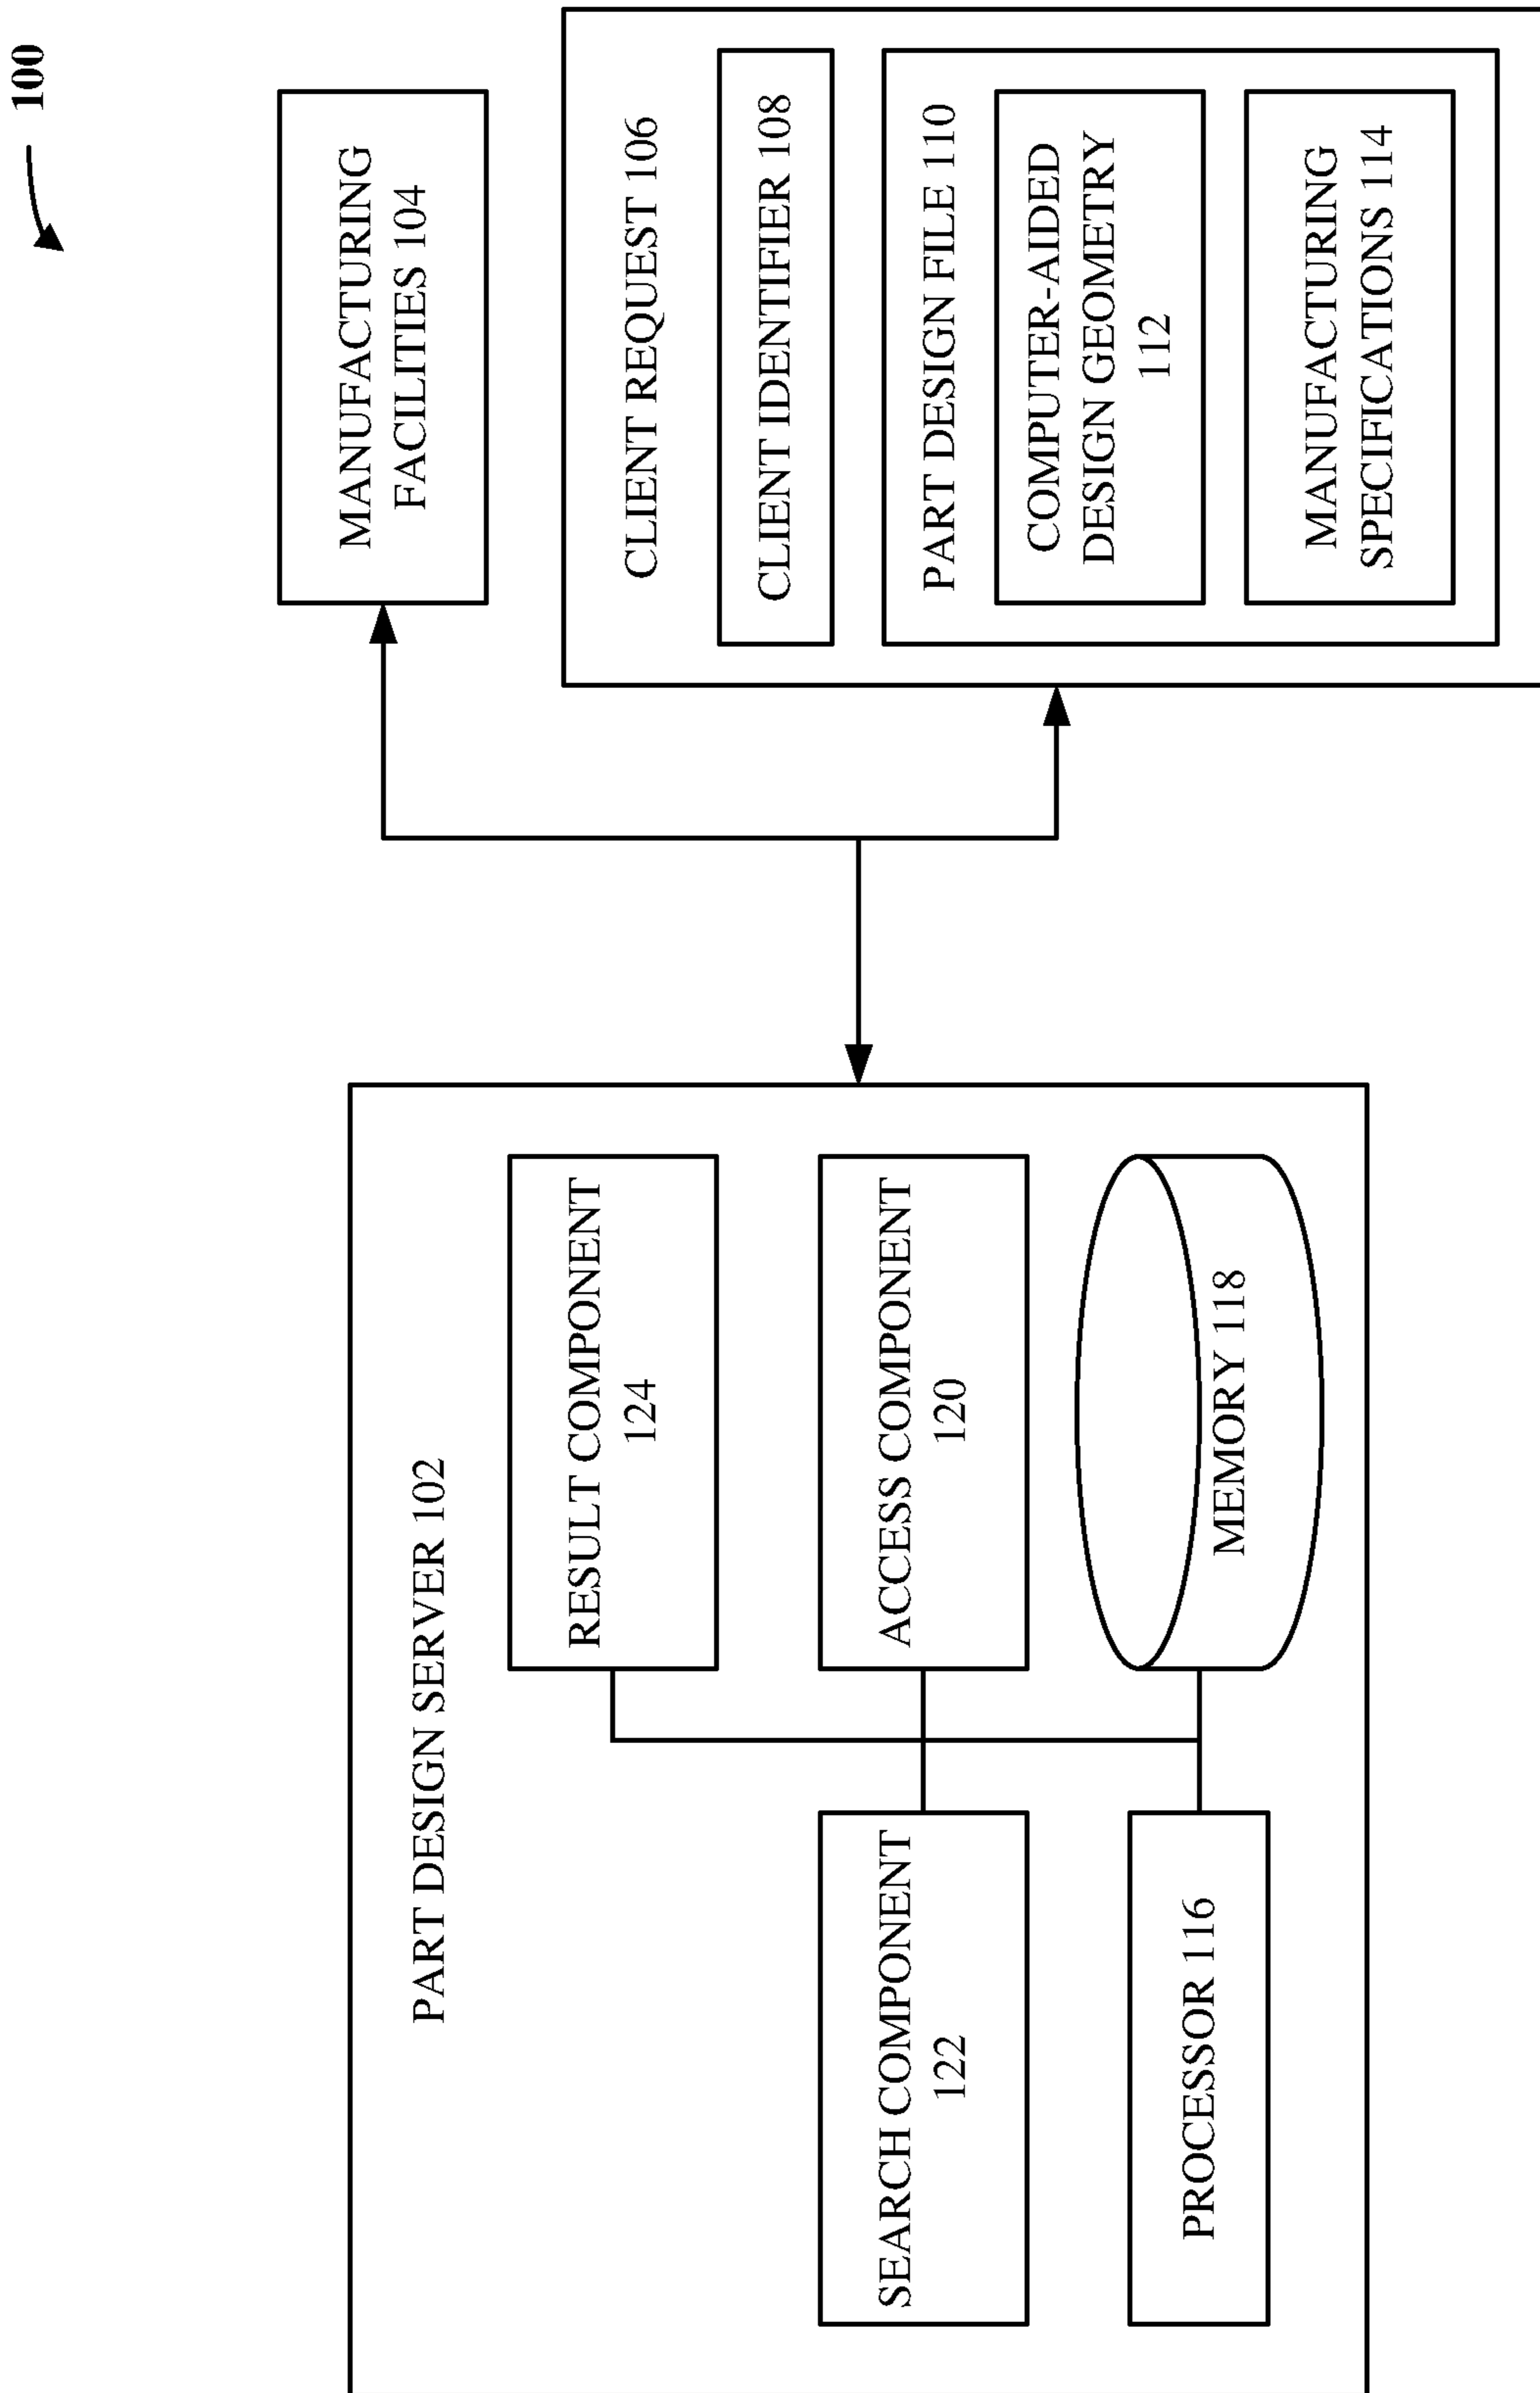 100
PART DESIGN SERVER 102
SEARCH COMPONENT
122
RESULT COMPONENT
124
ACCESS COMPONENT
120
PROCESSOR 116
MEMORY 118
MANUFACTURING
FACILITIES 104
CLIENT REQUEST 106
CLIENT IDENTIFIER 108
PART DESIGN FILE 110
COMPUTER-AIDED
DESIGN GEOMETRY
112
MANUFACTURING
SPECIFICATIONS 114